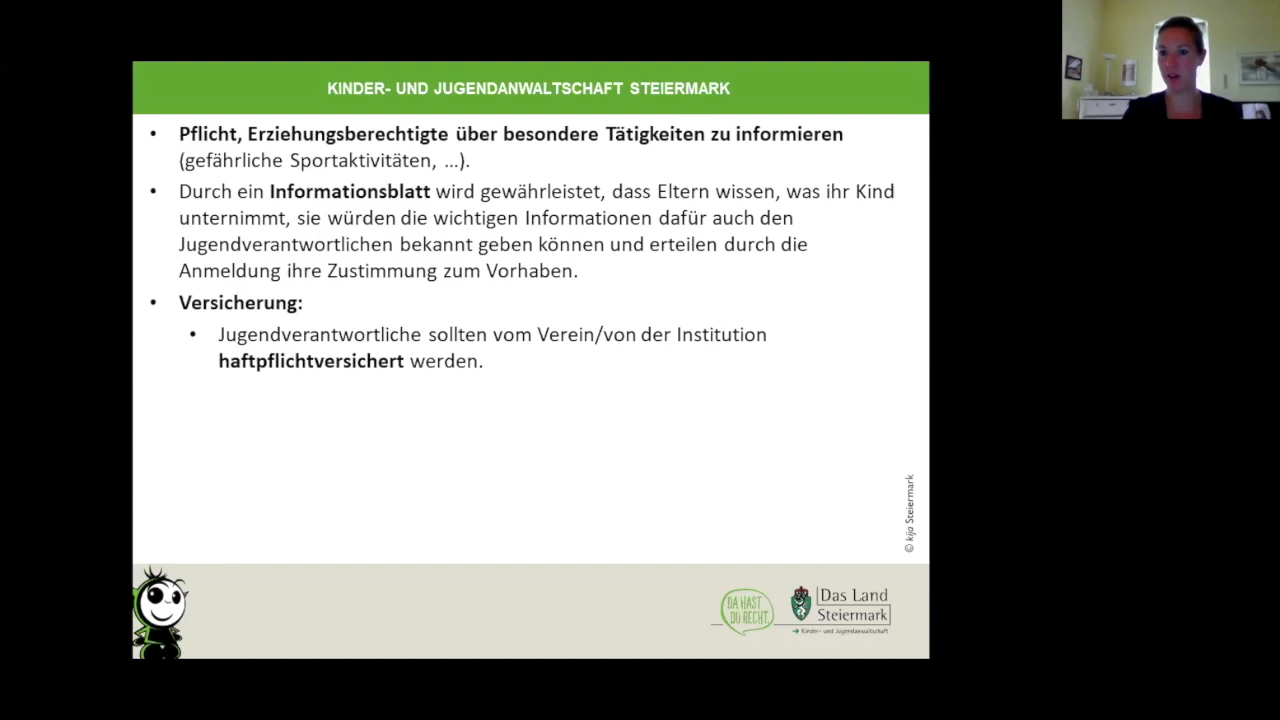 KINDER- UND JUGENDANWALTSCHAFT STEIERMARK
• Pflicht, Erziehungsberechtigte über besondere Tätigkeiten zu informieren
(gefährliche Sportaktivitäten, ...).
• Durch ein Informationsblatt wird gewährleistet, dass Eltern wissen, was ihr Kind
unternimmt, sie würden die wichtigen Informationen dafür auch den
Jugendverantwortlichen bekannt geben können und erteilen durch die
Anmeldung ihre Zustimmung zum Vorhaben.
• Versicherung:
• Jugendverantwortliche sollten vom Verein/von der Institution
haftpflichtversichert werden.
© kija Steiermark
DA HAST
DU RECHT
Das Land
Steiermark
➔ Kinder- und Jugendanwaltschaft